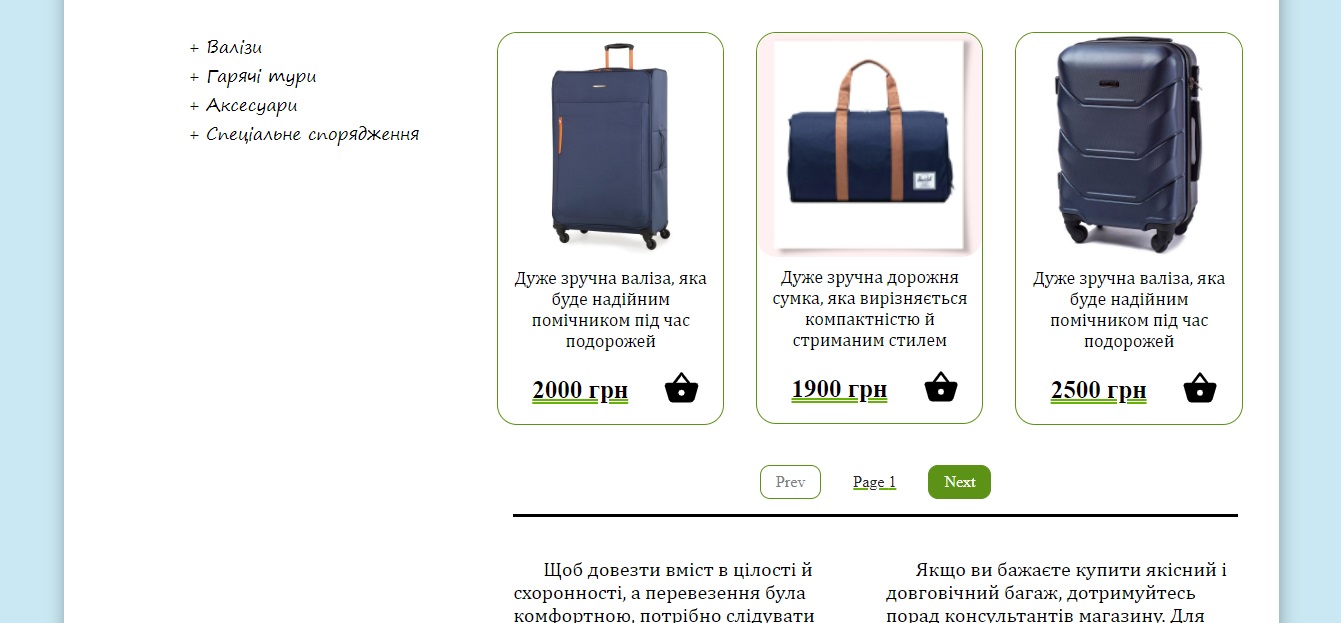 + Валізи
+ Гарячі тури
+ Аксесуари
+ Спеціальне спорядження
Дуже зручна валіза, яка
буде надійним
помічником під час
подорожей
2000 грн
Дуже зручна дорожня
сумка, яка вирізняється
компактністю й
стриманим стилем
1900 грн
Дуже зручна валіза, яка
буде надійним
помічником під час
подорожей
2500 грн
Prev
Page 1
Next
Щоб довезти вміст в цілості й
схоронності, а перевезення була
комфортною, потрібно слідувати
Якщо ви бажаєте купити якісний і
довговічний багаж, дотримуйтесь
порад консультантів магазину. Для